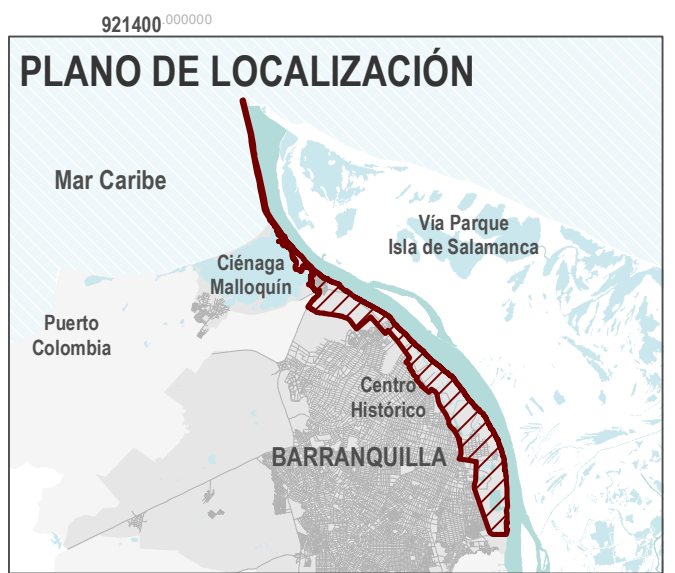 921400.000000
PLANO DE LOCALIZACIÓN
Mar Caribe
Vía Parque
Isla de Salamanca
Ciénaga
Malloquín
Puerto
Colombia
Centro
Histórico
BARRANQUILLA